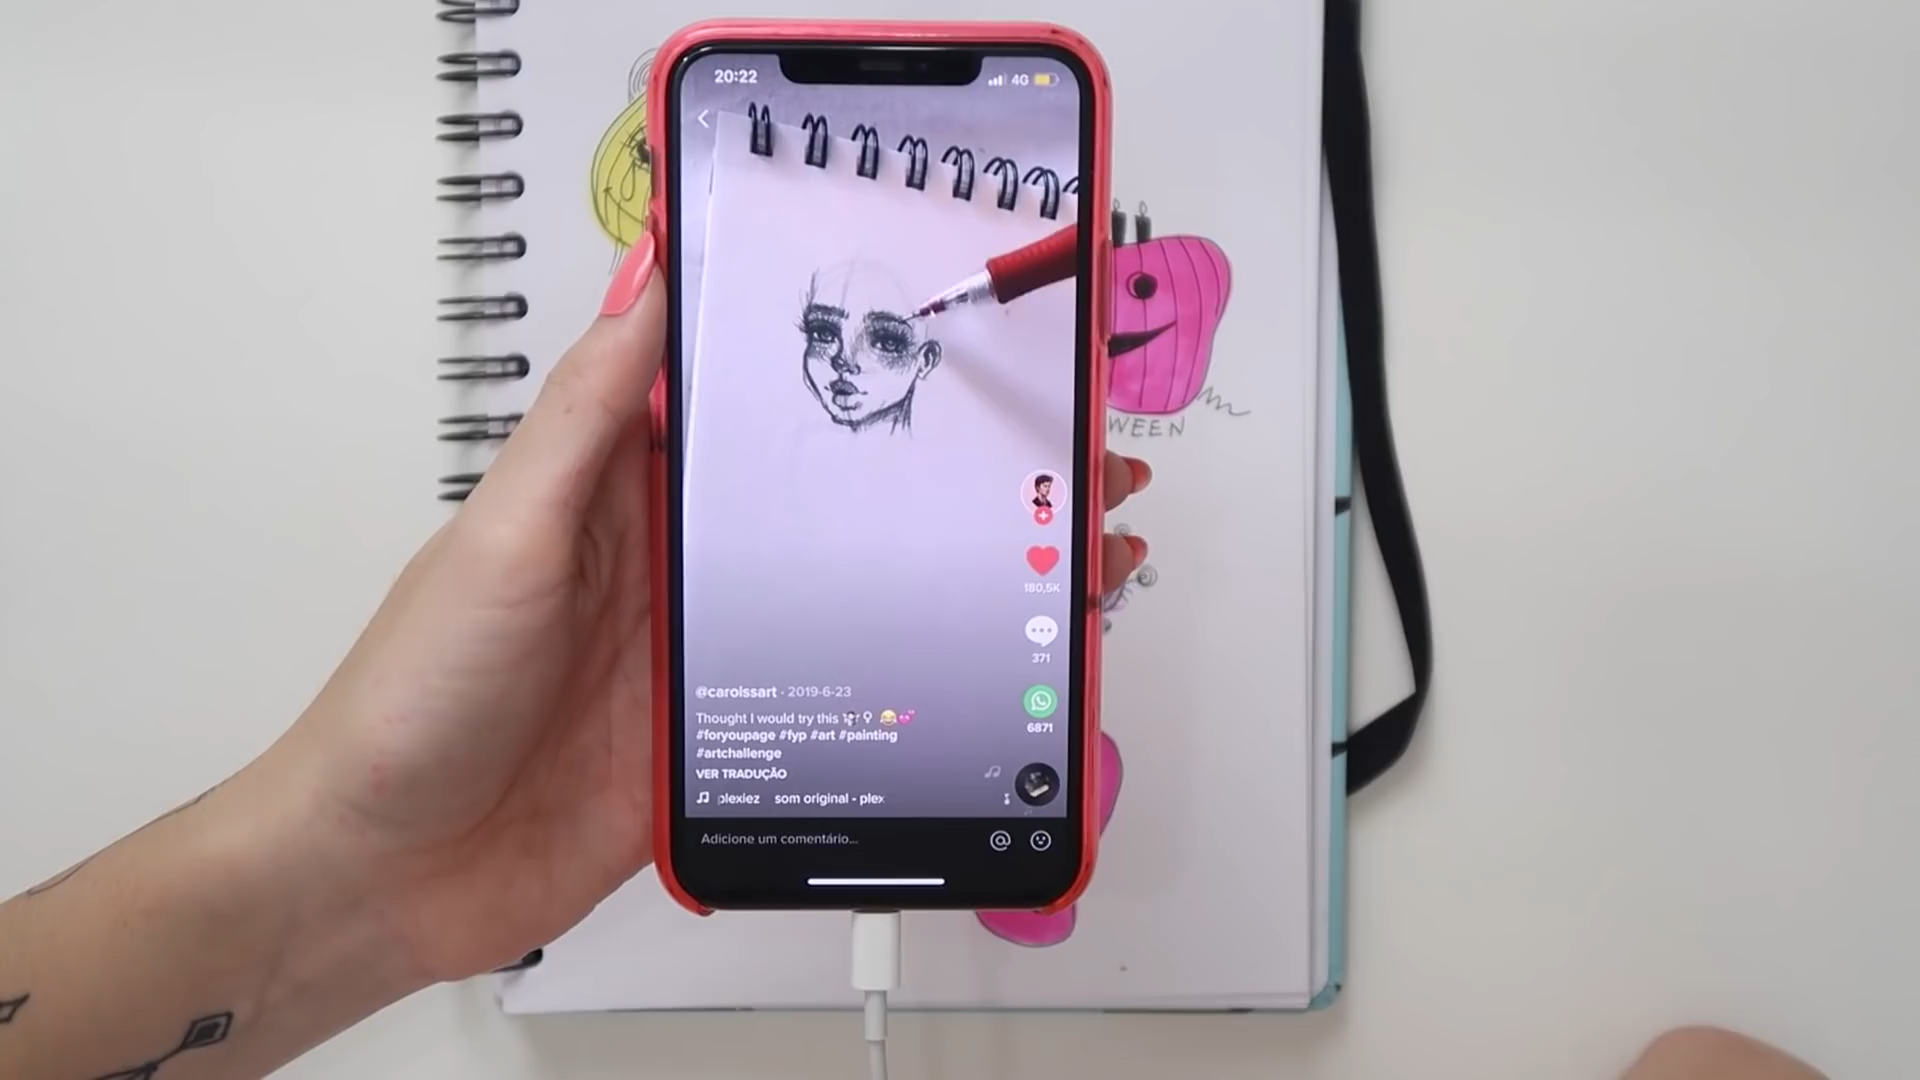 20:22
4G
WEEN
180,5K
371
6871
@carolssart · 2019-6-23
Thought I would try this
#foryoupage #fyp #art #painting
#artchallenge
VER TRADUÇÃO
plexiez som original - plex
Adicione um comentário...